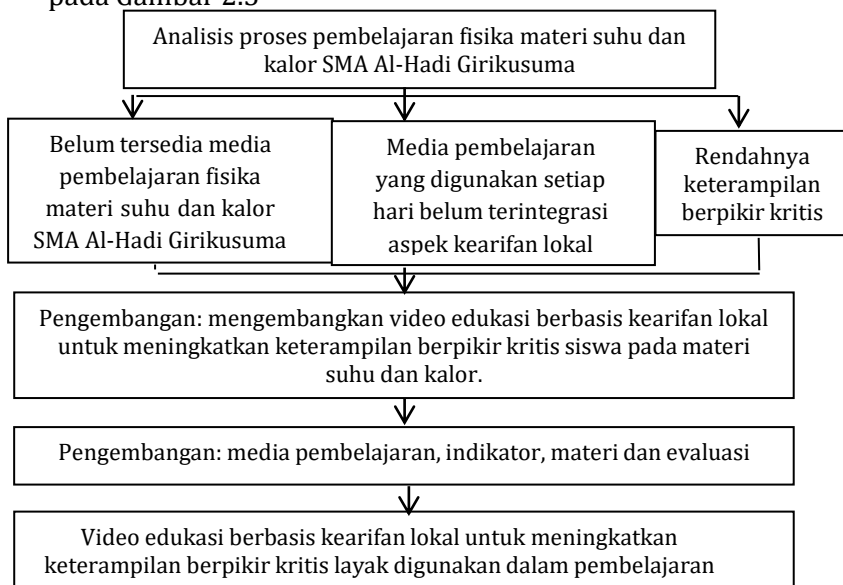 pada Gambar 2.3
Analisis proses pembelajaran fisika materi suhu dan
kalor SMA Al-Hadi Girikusuma
Belum tersedia media
pembelajaran fisika
materi suhu dan kalor
SMA Al-Hadi Girikusuma
Media pembelajaran
yang digunakan setiap
hari belum terintegrasi
aspek kearifan lokal
Rendahnya
keterampilan
berpikir kritis
Pengembangan: mengembangkan video edukasi berbasis kearifan lokal
untuk meningkatkan keterampilan berpikir kritis siswa pada materi
suhu dan kalor.
Pengembangan: media pembelajaran, indikator, materi dan evaluasi
Video edukasi berbasis kearifan lokal untuk meningkatkan
keterampilan berpikir kritis layak digunakan dalam pembelajaran